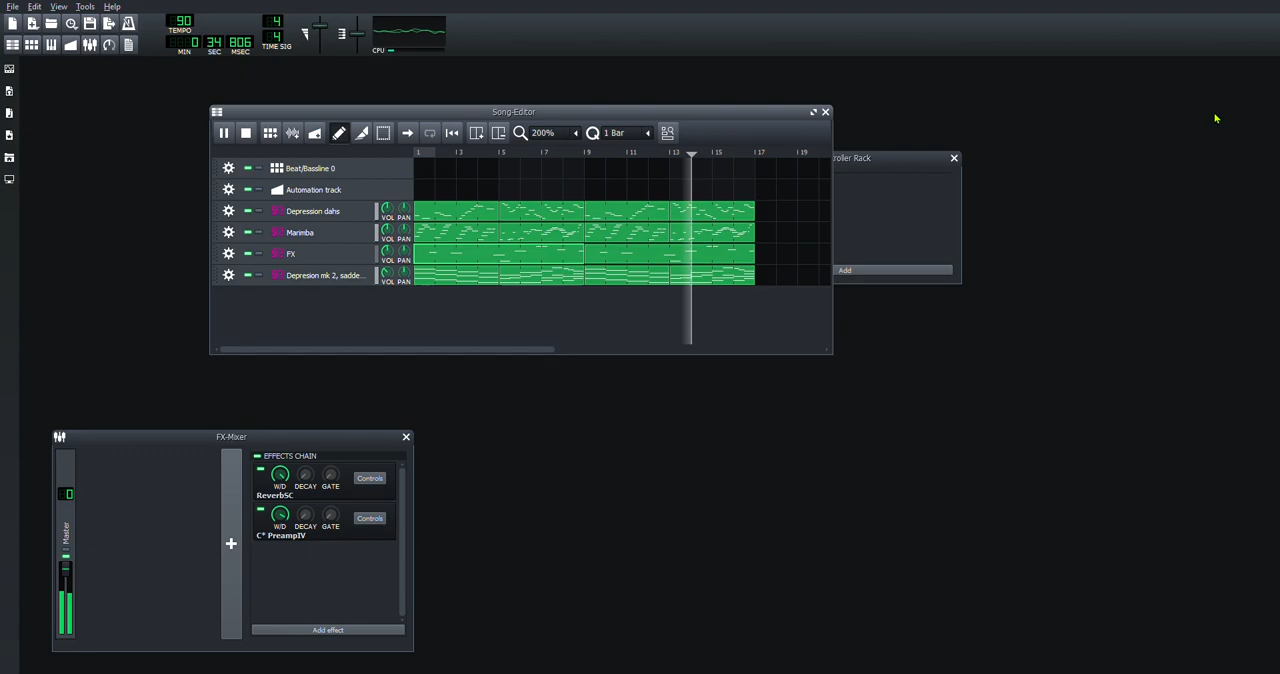 File Edit View Tools Help
90
TEMPO
4
4
TIME SIG
0 34 806
MIN SEC MSEC
CPU
Song-Editor
200%
1 Bar
1 3 5 7 9 11 13 15 17 19
Beat/Bassline 0
Automation track
Depression dahs VOL PAN
Marimba VOL PAN
FX VOL PAN
Depresion mk 2, sadde... VOL PAN
roller Rack
Add
FX-Mixer
0
Master
EFFECTS CHAIN
W/D DECAY GATE Controls
ReverbSC
W/D DECAY GATE Controls
C* PreampIV
Add effect